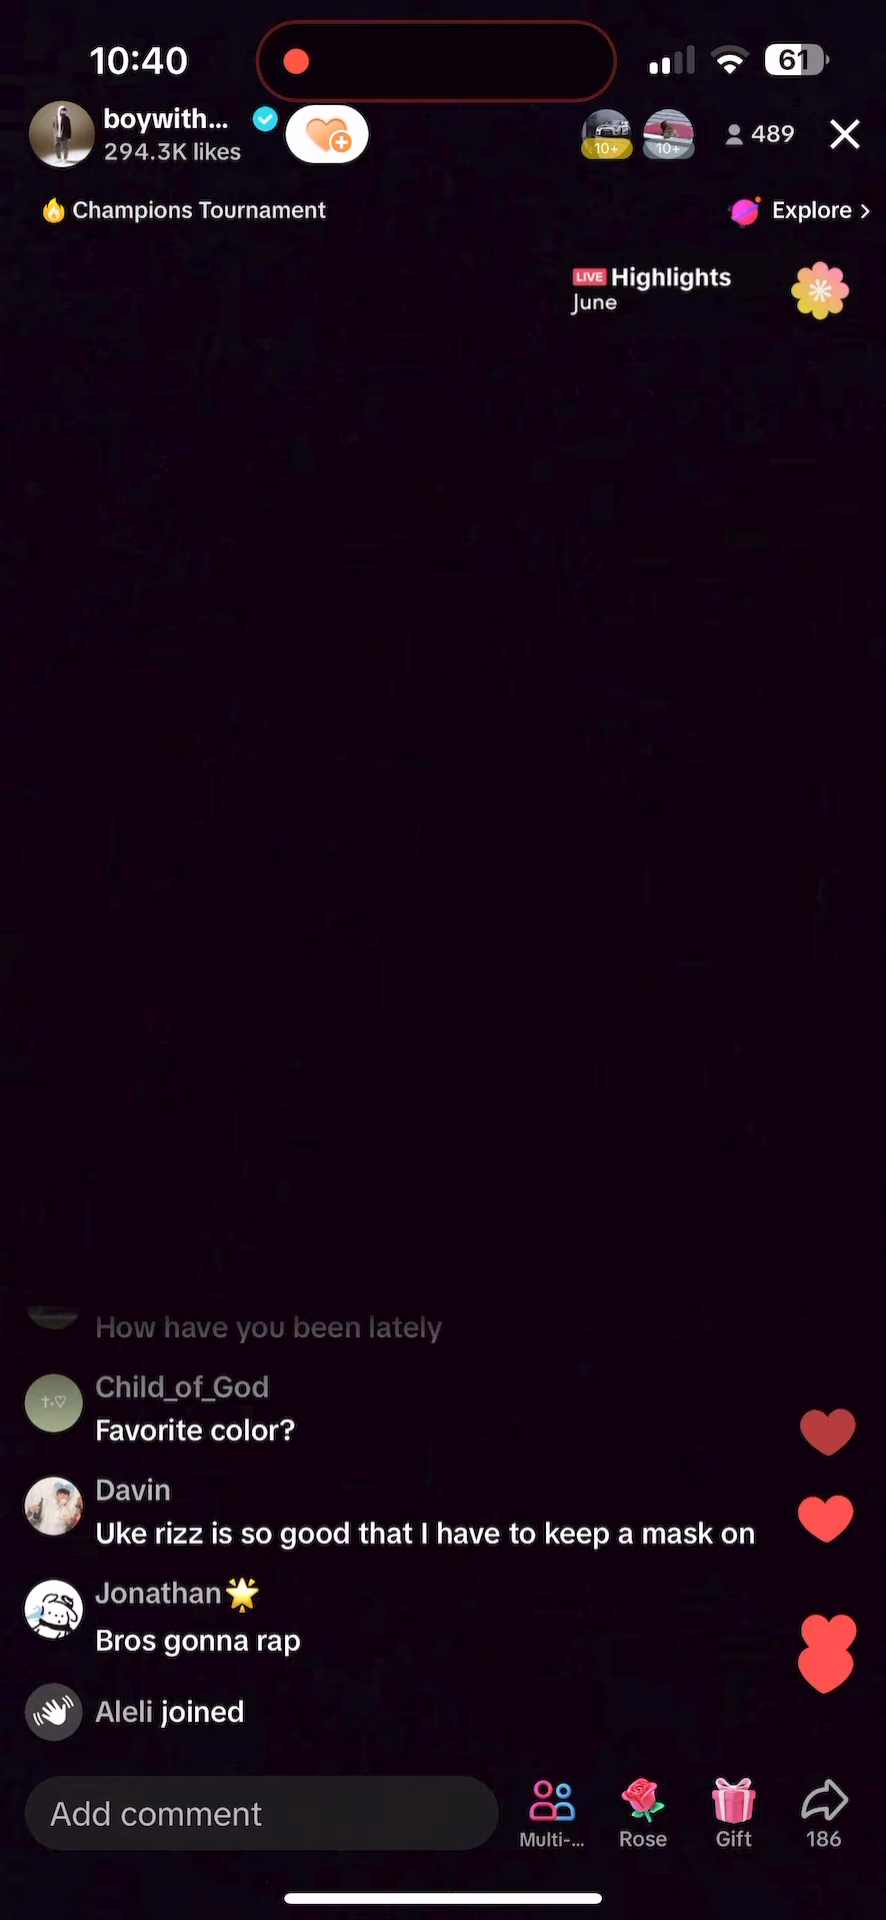 10:40
61
boywith...
294.3K likes
10+
10+
489
Champions Tournament
Explore >
LIVE Highlights
June
How have you been lately
Child_of_God
Favorite color?
Davin
Uke rizz is so good that I have to keep a mask on
Jonathan🌟
Bros gonna rap
Aleli joined
Add comment
Multi-...
Rose
Gift
186